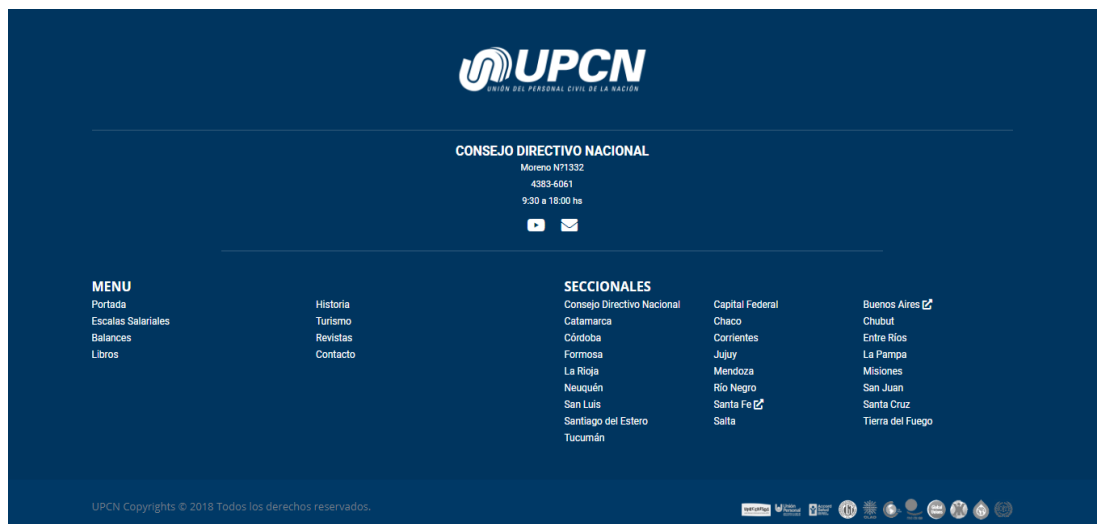 UPCN
UNIÓN DEL PERSONAL CIVIL DE LA NACIÓN
CONSEJO DIRECTIVO NACIONAL
Moreno N?1332
4383-6061
9:30 a 18:00 hs
MENU
Portada Historia
Escalas Salariales Turismo
Balances Revistas
Libros Contacto
SECCIONALES
Consejo Directivo Nacional Capital Federal Buenos Aires
Catamarca Chaco Chubut
Córdoba Corrientes Entre Ríos
Formosa Jujuy La Pampa
La Rioja Mendoza Misiones
Neuquén Río Negro San Juan
San Luis Santa Fe Santa Cruz
Santiago del Estero Salta Tierra del Fuego
Tucumán
UPCN Copyrights © 2018 Todos los derechos reservados.